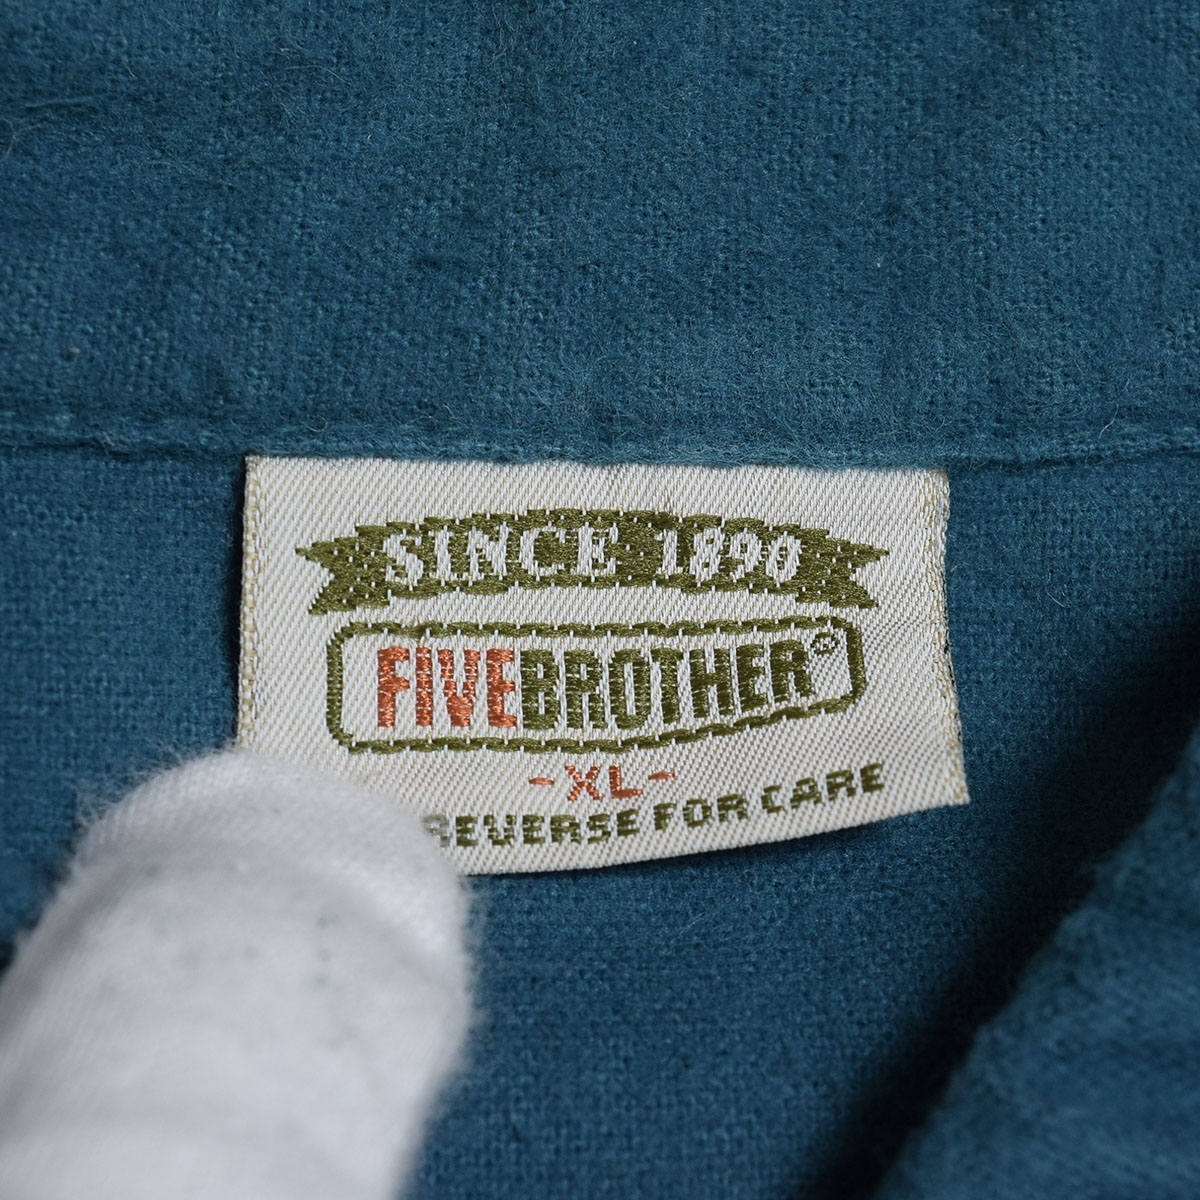 SINCE 1890
FIVEBROTHER®
-XL-
REVERSE FOR CARE